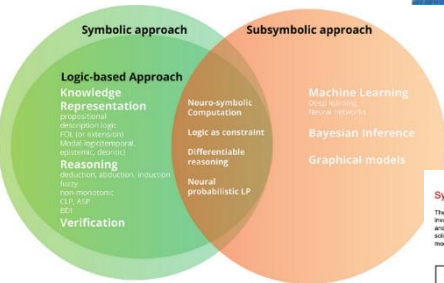 Symbolic approach
Subsymbolic approach
Logic-based Approach
Knowledge
Representation
propositional
description logic
FOL (or extension)
Modal logic(temporal,
epistemic, deontic)
Reasoning
deduction, abduction, induction
fuzzy
non-monotonic
CLP, ASP
BDI
Verification
Neuro-symbolic
Computation
Logic as constraint
Differentiable
reasoning
Neural
probabilistic LP
Machine Learning
Deep learning
Neural networks
Bayesian Inference
Graphical models